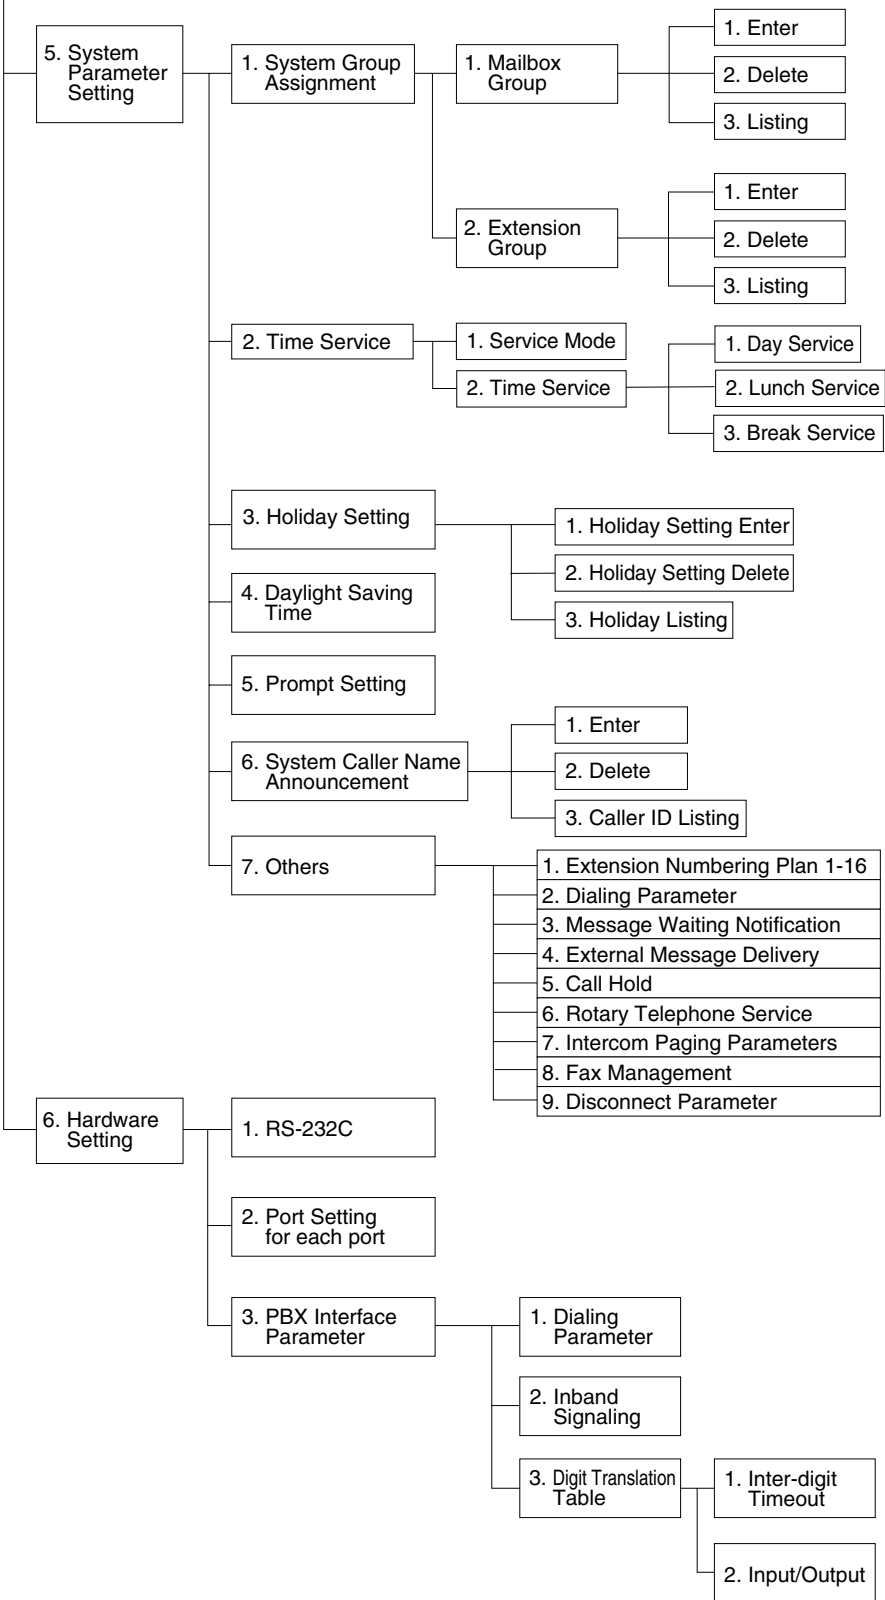 5. System
Parameter
Setting
1. System Group
Assignment
1. Mailbox
Group
1. Enter
2. Delete
3. Listing
2. Extension
Group
1. Enter
2. Delete
3. Listing
2. Time Service
1. Service Mode
2. Time Service
1. Day Service
2. Lunch Service
3. Break Service
3. Holiday Setting
1. Holiday Setting Enter
2. Holiday Setting Delete
3. Holiday Listing
4. Daylight Saving
Time
5. Prompt Setting
6. System Caller Name
Announcement
1. Enter
2. Delete
3. Caller ID Listing
7. Others
1. Extension Numbering Plan 1-16
2. Dialing Parameter
3. Message Waiting Notification
4. External Message Delivery
5. Call Hold
6. Rotary Telephone Service
7. Intercom Paging Parameters
8. Fax Management
9. Disconnect Parameter
6. Hardware
Setting
1. RS-232C
2. Port Setting
for each port
3. PBX Interface
Parameter
1. Dialing
Parameter
2. Inband
Signaling
3. Digit Translation
Table
1. Inter-digit
Timeout
2. Input/Output